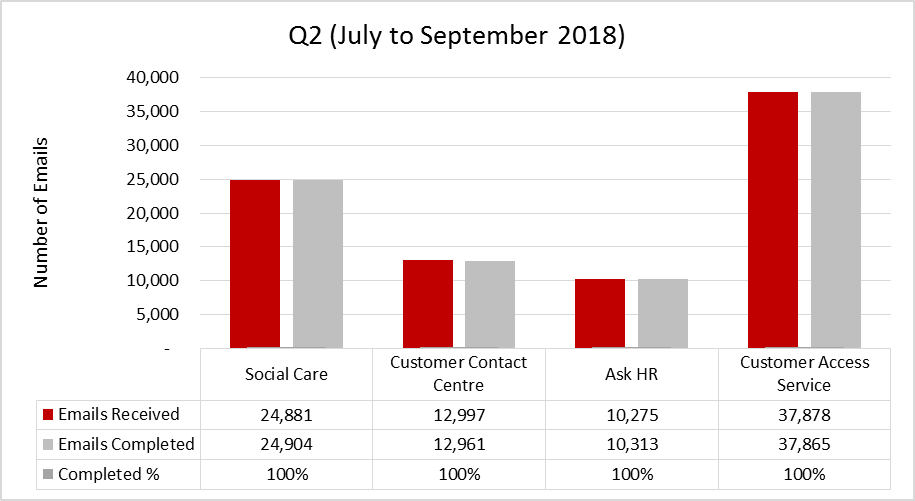 Q2 (July to September 2018)
40,000
35,000
30,000
25,000
20,000
15,000
10,000
5,000
-
Number of Emails
Social Care
Customer Contact Centre
Ask HR
Customer Access Service
Emails Received 24,881 12,997 10,275 37,878
Emails Completed 24,904 12,961 10,313 37,865
Completed % 100% 100% 100% 100%